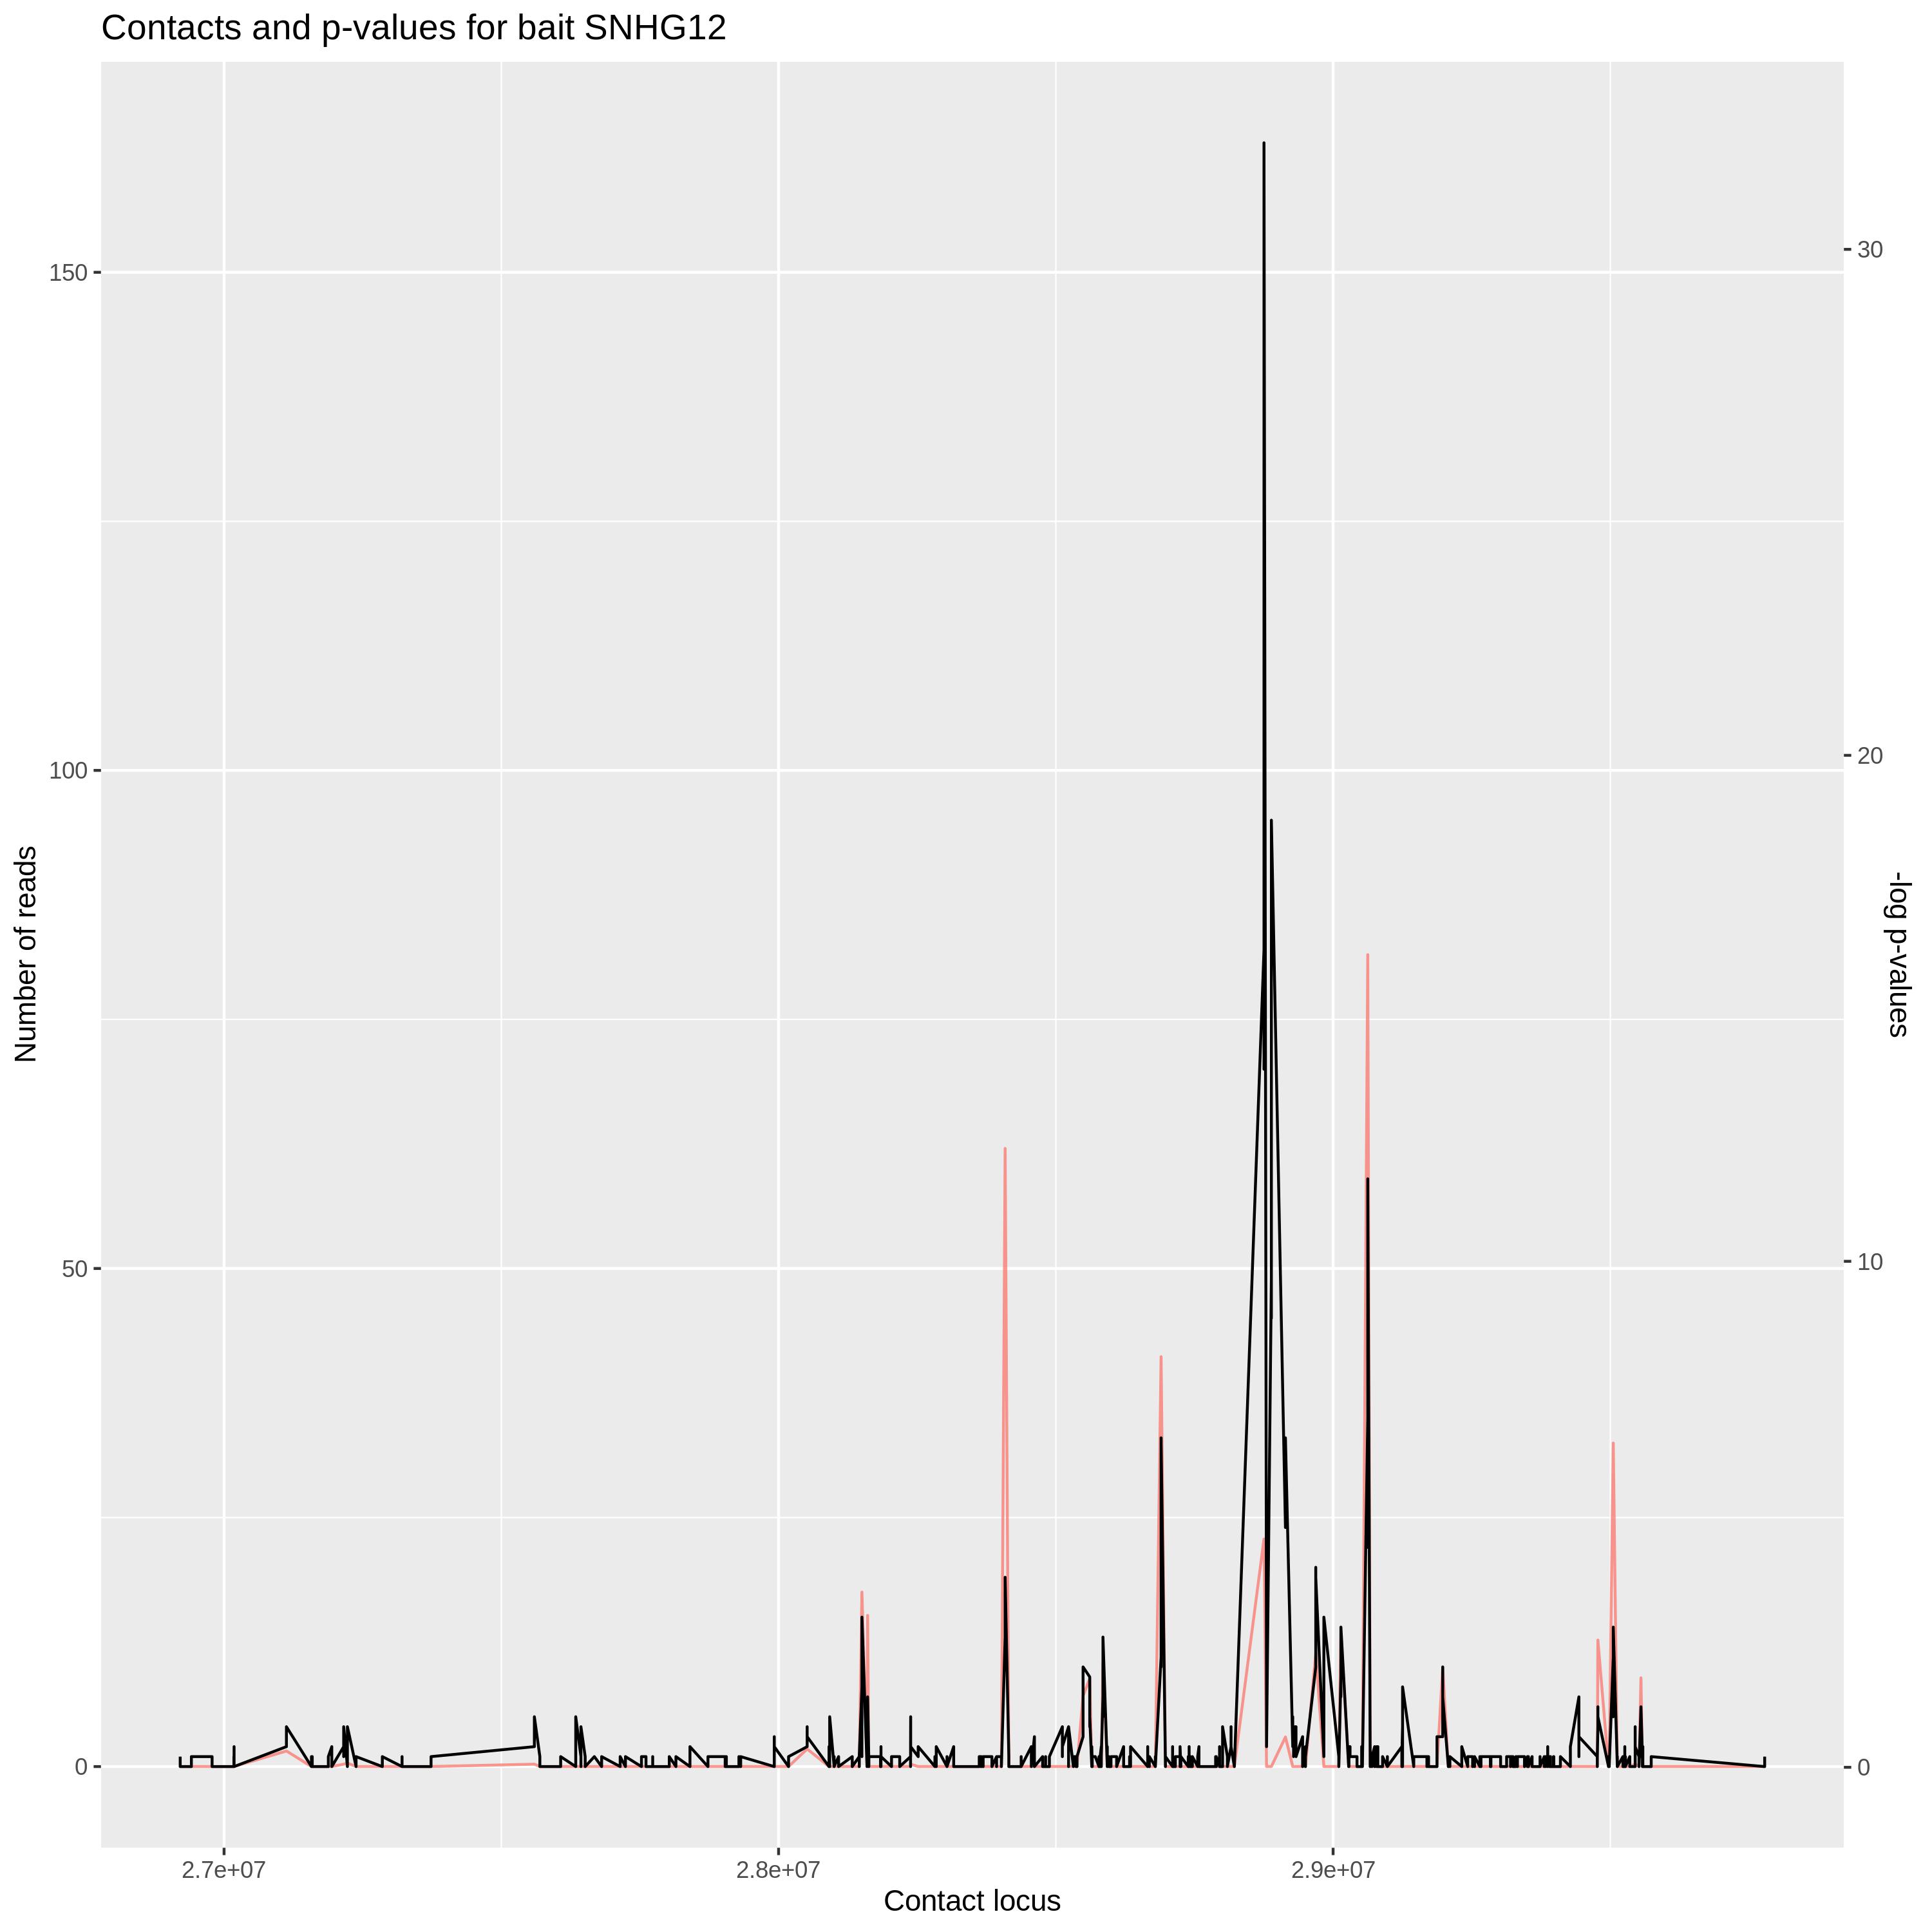 Contacts and p-values for bait SNHG12
150
100
50
0
Number of reads
30
20
10
0
-log p-values
2.7e+07
2.8e+07
2.9e+07
Contact locus